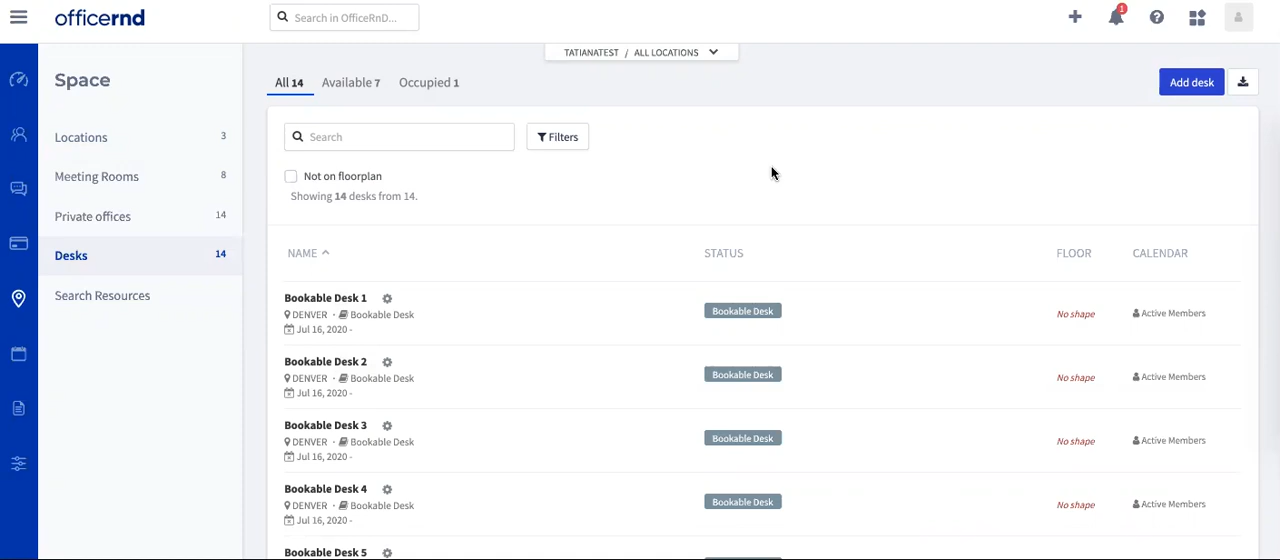 officernd
Search in OfficeRnD...
1
TATIANATEST / ALL LOCATIONS
Space
Locations 3
Meeting Rooms 8
Private offices 14
Desks 14
Search Resources
All 14 Available 7 Occupied 1
Add desk
Search
Filters
Not on floorplan
Showing 14 desks from 14.
NAME STATUS FLOOR CALENDAR
Bookable Desk 1
DENVER · Bookable Desk
Jul 16, 2020 -
Bookable Desk
No shape
Active Members
Bookable Desk 2
DENVER · Bookable Desk
Jul 16, 2020 -
Bookable Desk
No shape
Active Members
Bookable Desk 3
DENVER · Bookable Desk
Jul 16, 2020 -
Bookable Desk
No shape
Active Members
Bookable Desk 4
DENVER · Bookable Desk
Jul 16, 2020 -
Bookable Desk
No shape
Active Members
Bookable Desk 5